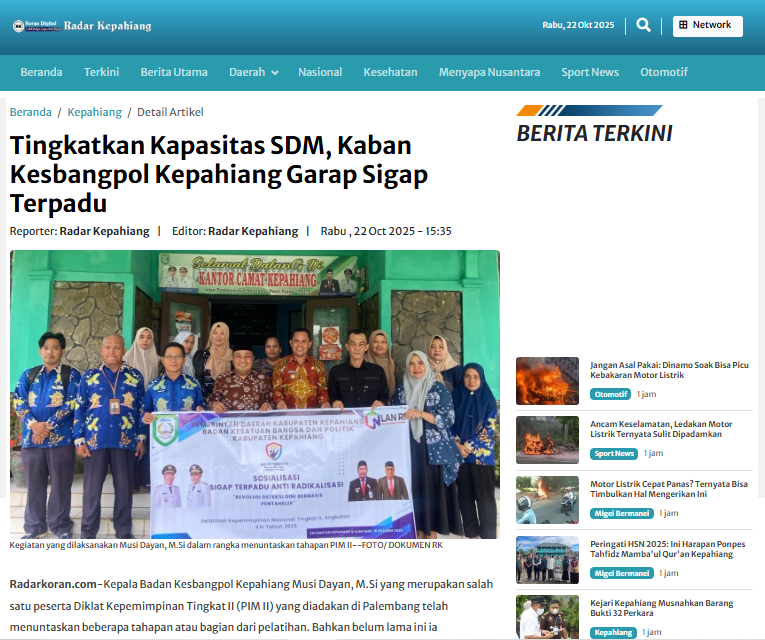 Koran Digital
Radar Kepahiang
Rabu, 22 Okt 2025
Network
Beranda Terkini Berita Utama Daerah Nasional Kesehatan Menyapa Nusantara Sport News Otomotif
Beranda / Kepahiang / Detail Artikel
Tingkatkan Kapasitas SDM, Kaban
Kesbangpol Kepahiang Garap Sigap
Terpadu
Reporter: Radar Kepahiang | Editor: Radar Kepahiang | Rabu , 22 Oct 2025 - 15:35
Selamat Datang Di
KANTOR CAMAT KEPAHIANG
PEMERINTAH DAERAH KABUPATEN KEPAHIANG
BADAN KESATUAN BANGSA DAN POLITIK
KABUPATEN KEPAHIANG
LAN RI
SOSIALISASI
SIGAP TERPADU ANTI RADIKALISASI
"REVOLUSI DETEKSI DINI BERBASIS
PENTAHELIX"
Pelatihan Kepemimpinan Nasional Tingkat II, Angkatan
XXI Tahun 2025
Kegiatan yang dilaksanakan Musi Dayan, M.Si dalam rangka menuntaskan tahapan PIM II--FOTO/ DOKUMEN RK
Radarkoran.com-Kepala Badan Kesbangpol Kepahiang Musi Dayan, M.Si yang merupakan salah
satu peserta Diklat Kepemimpinan Tingkat II (PIM II) yang diadakan di Palembang telah
menuntaskan beberapa tahapan atau bagian dari pelatihan. Bahkan belum lama ini ia
BERITA TERKINI
Jangan Asal Pakai: Dinamo Soak Bisa Picu
Kebakaran Motor Listrik
Otomotif 1 jam
Ancam Keselamatan, Ledakan Motor
Listrik Ternyata Sulit Dipadamkan
Sport News 1 jam
Motor Listrik Cepat Panas? Ternyata Bisa
Timbulkan Hal Mengerikan Ini
Migei Bermanei 1 jam
Peringati HSN 2025: Ini Harapan Ponpes
Tahfidz Mamba'ul Qur'an Kepahiang
Migei Bermanei 1 jam
Kejari Kepahiang Musnahkan Barang
Bukti 32 Perkara
Kepahiang 1 jam